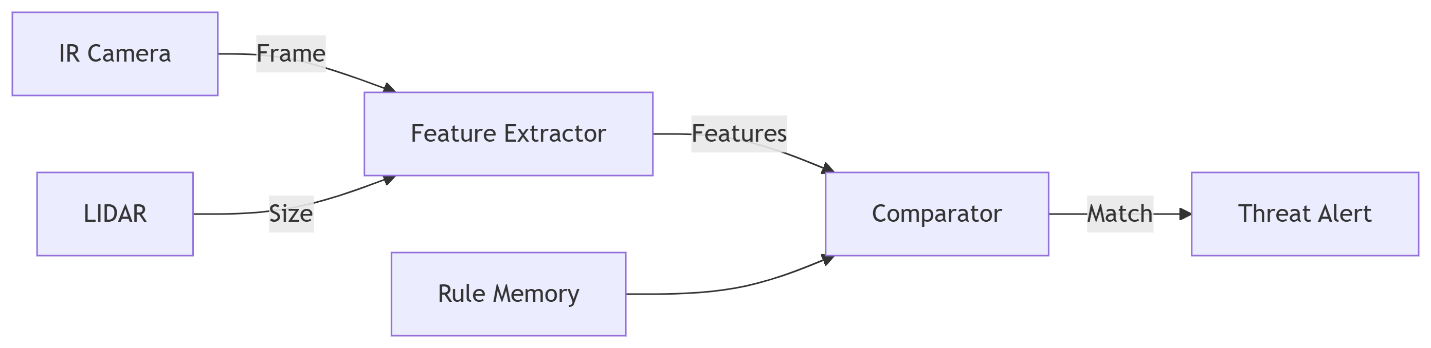 IR Camera
Frame
Feature Extractor
Features
LIDAR
Size
Comparator
Match
Threat Alert
Rule Memory